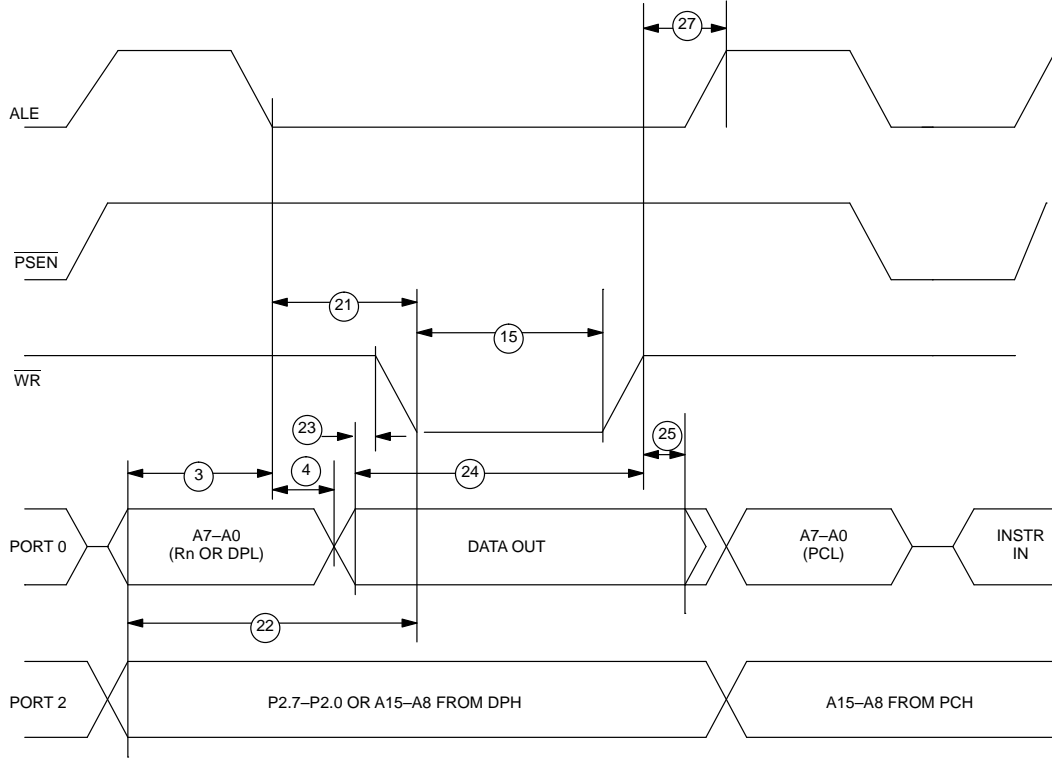 27
ALE
PSEN
21
15
WR
23
25
3
4
24
PORT 0
A7–A0
(Rn OR DPL)
DATA OUT
A7–A0
(PCL)
INSTR
IN
22
PORT 2
P2.7–P2.0 OR A15–A8 FROM DPH
A15–A8 FROM PCH